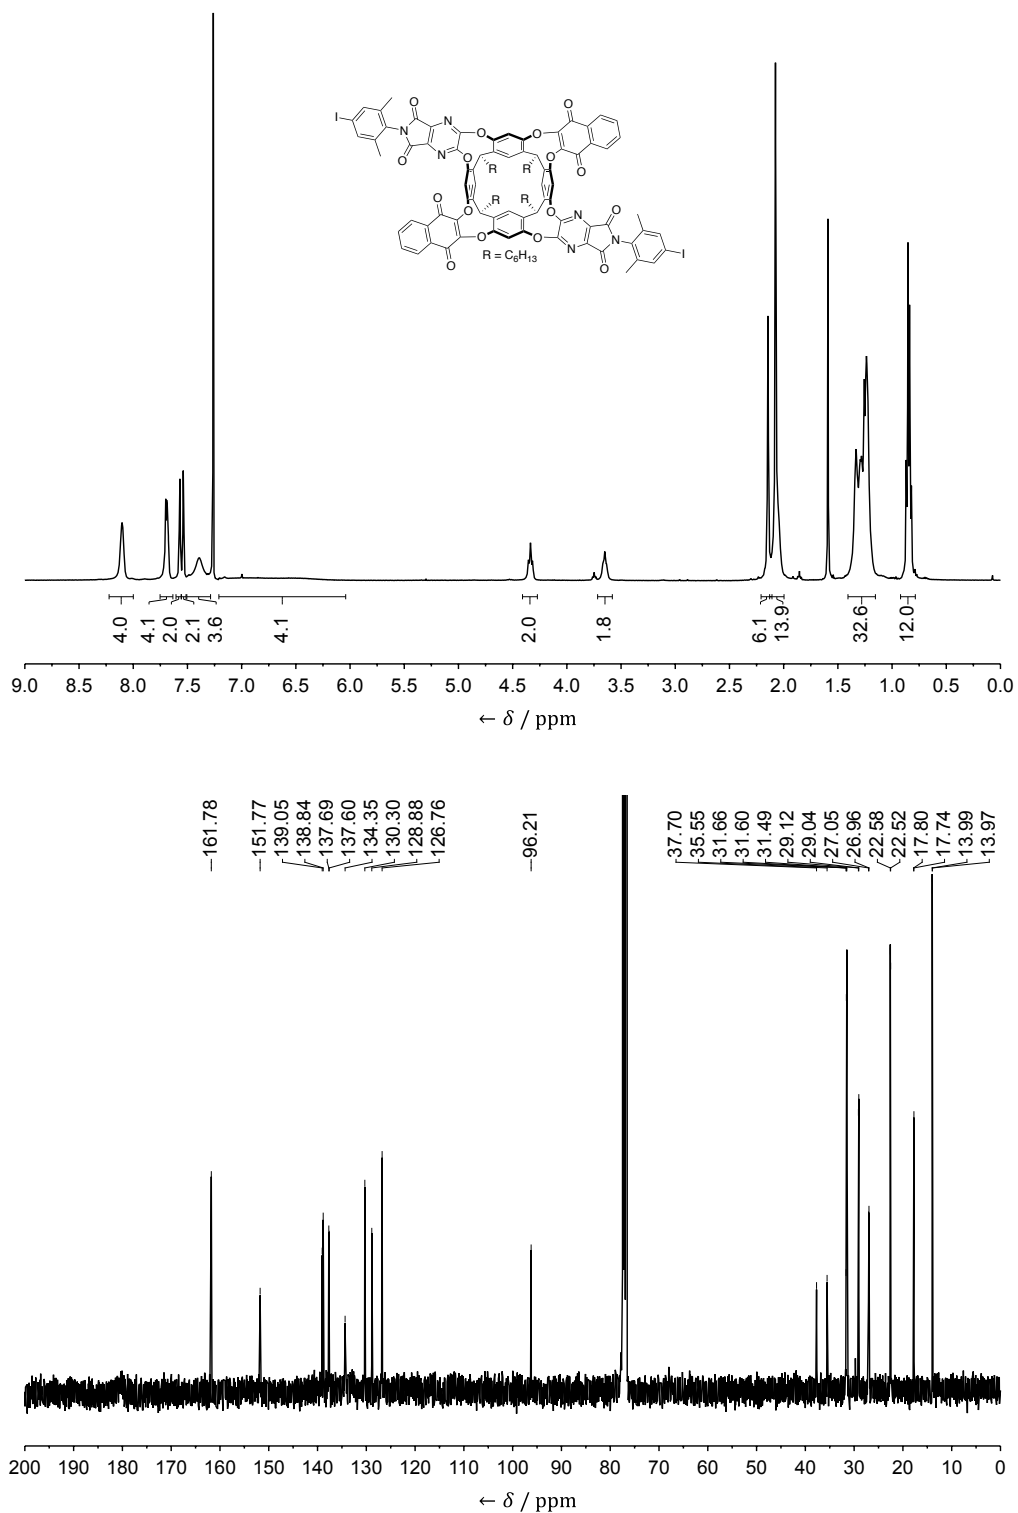 O
I
N
O
N
N
O
O
O
O
O
O
R
R
R
R
O
O
O
O
O
O
N
N
O
N
O
I
R = C₆H₁₃
4.0
4.1
2.0
2.1
3.6
4.1
2.0
1.8
6.1
13.9
32.6
12.0
9.0 8.5 8.0 7.5 7.0 6.5 6.0 5.5 5.0 4.5 4.0 3.5 3.0 2.5 2.0 1.5 1.0 0.5 0.0
← δ / ppm
161.78
151.77
139.05
138.84
137.69
137.60
134.35
130.30
128.88
126.76
96.21
37.70
35.55
31.66
31.60
31.49
29.12
29.04
27.05
26.96
22.58
22.52
17.80
17.74
13.99
13.97
200 190 180 170 160 150 140 130 120 110 100 90 80 70 60 50 40 30 20 10 0
← δ / ppm